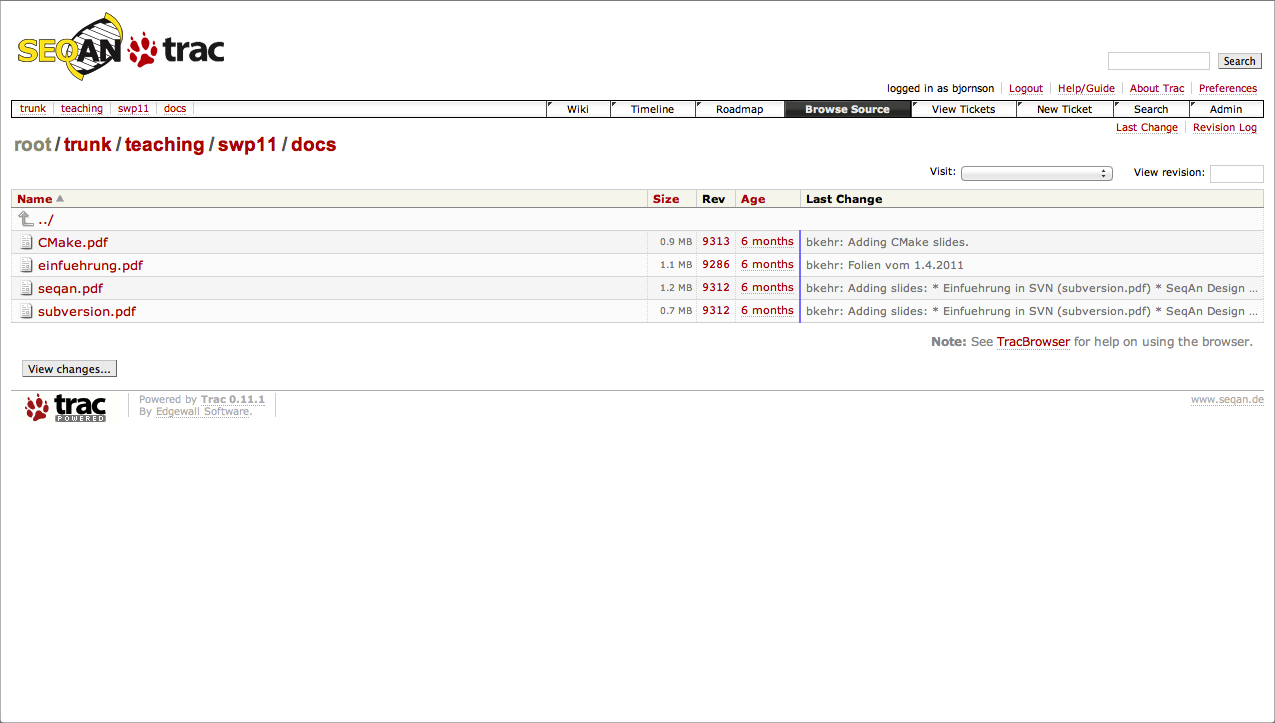 SEQAN trac
Search
logged in as bjornson Logout Help/Guide About Trac Preferences
trunk teaching swp11 docs Wiki Timeline Roadmap Browse Source View Tickets New Ticket Search Admin
Last Change Revision Log
root / trunk / teaching / swp11 / docs
Visit: View revision:
Name Size Rev Age Last Change
../
CMake.pdf 0.9 MB 9313 6 months bkehr: Adding CMake slides.
einfuehrung.pdf 1.1 MB 9286 6 months bkehr: Folien vom 1.4.2011
seqan.pdf 1.2 MB 9312 6 months bkehr: Adding slides: * Einfuehrung in SVN (subversion.pdf) * SeqAn Design ...
subversion.pdf 0.7 MB 9312 6 months bkehr: Adding slides: * Einfuehrung in SVN (subversion.pdf) * SeqAn Design ...
Note: See TracBrowser for help on using the browser.
View changes...
trac POWERED
Powered by Trac 0.11.1
By Edgewall Software.
www.seqan.de